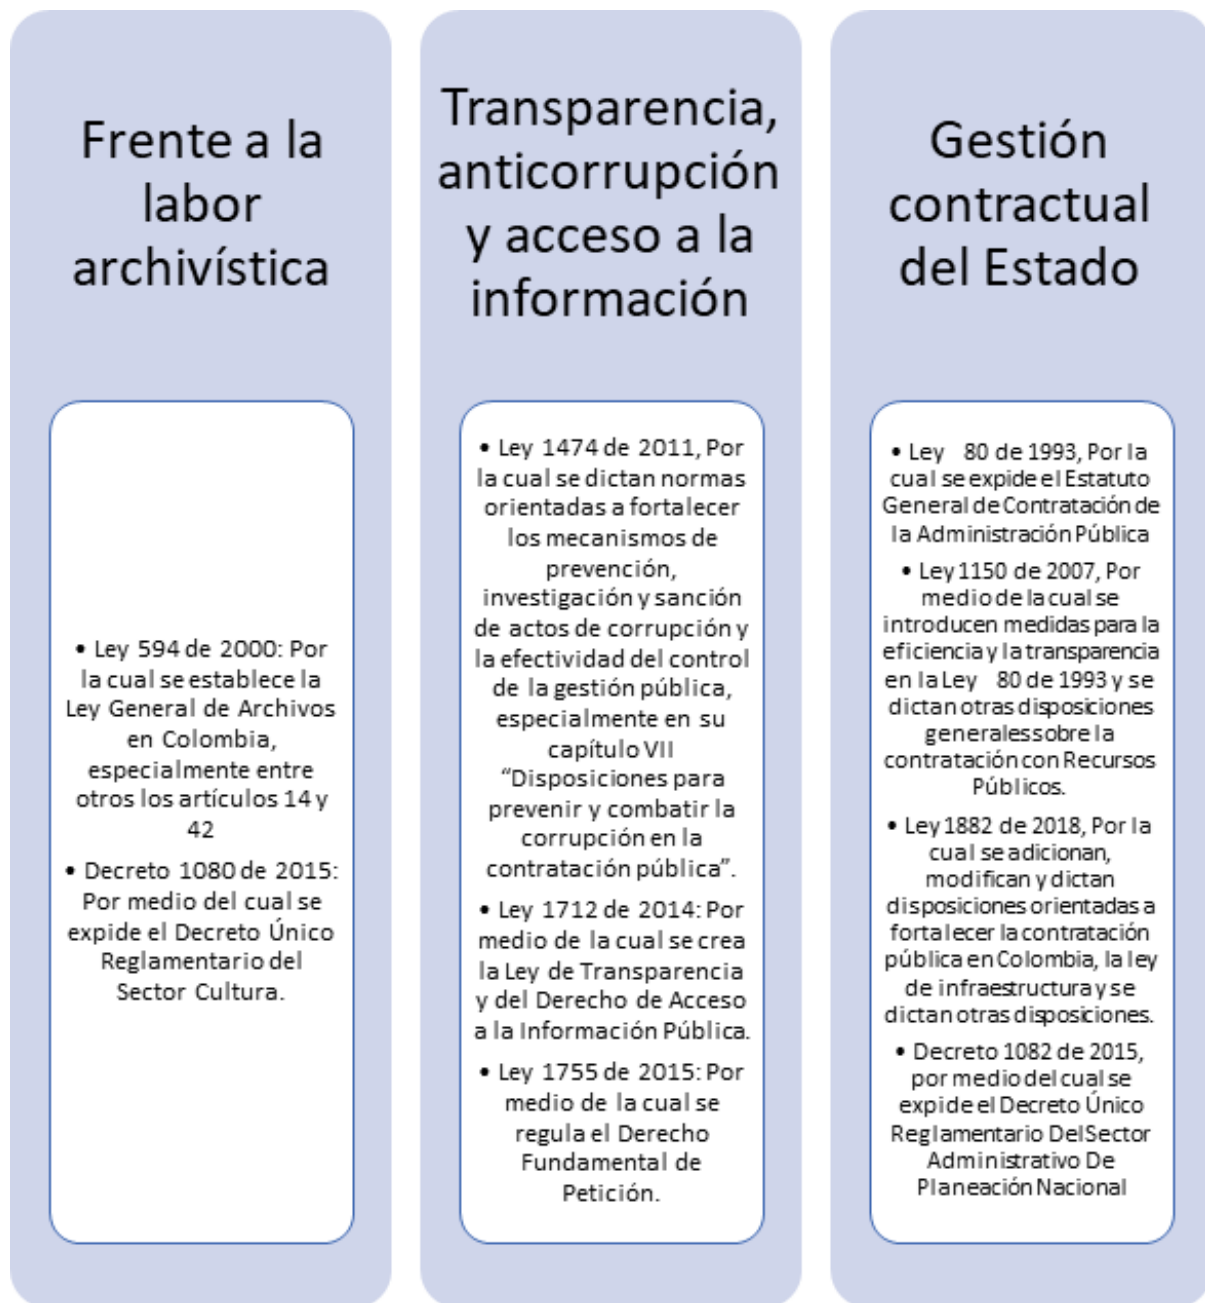 Frente a la
labor
archivística
• Ley 594 de 2000: Por
la cual se establece la
Ley General de Archivos
en Colombia,
especialmente entre
otros los artículos 14 y
42
• Decreto 1080 de 2015:
Por medio del cual se
expide el Decreto Único
Reglamentario del
Sector Cultura.
Transparencia,
anticorrupción
y acceso a la
información
• Ley 1474 de 2011, Por
la cual se dictan normas
orientadas a fortalecer
los mecanismos de
prevención,
investigación y sanción
de actos de corrupción y
la efectividad del control
de la gestión pública,
especialmente en su
capítulo VII
“Disposiciones para
prevenir y combatir la
corrupción en la
contratación pública”.
• Ley 1712 de 2014: Por
medio de la cual se crea
la Ley de Transparencia
y del Derecho de Acceso
a la Información Pública.
• Ley 1755 de 2015: Por
medio de la cual se
regula el Derecho
Fundamental de
Petición.
Gestión
contractual
del Estado
• Ley 80 de 1993, Por la
cual se expide el Estatuto
General de Contratación de
la Administración Pública
• Ley 1150 de 2007, Por
medio de la cual se
introducen medidas para la
eficiencia y la transparencia
en la Ley 80 de 1993 y se
dictan otras disposiciones
generales sobre la
contratación con Recursos
Públicos.
• Ley 1882 de 2018, Por la
cual se adicionan,
modifican y dictan
disposiciones orientadas a
fortalecer la contratación
pública en Colombia, la ley
de infraestructura y se
dictan otras disposiciones.
• Decreto 1082 de 2015,
por medio del cual se
expide el Decreto Único
Reglamentario Del Sector
Administrativo De
Planeación Nacional